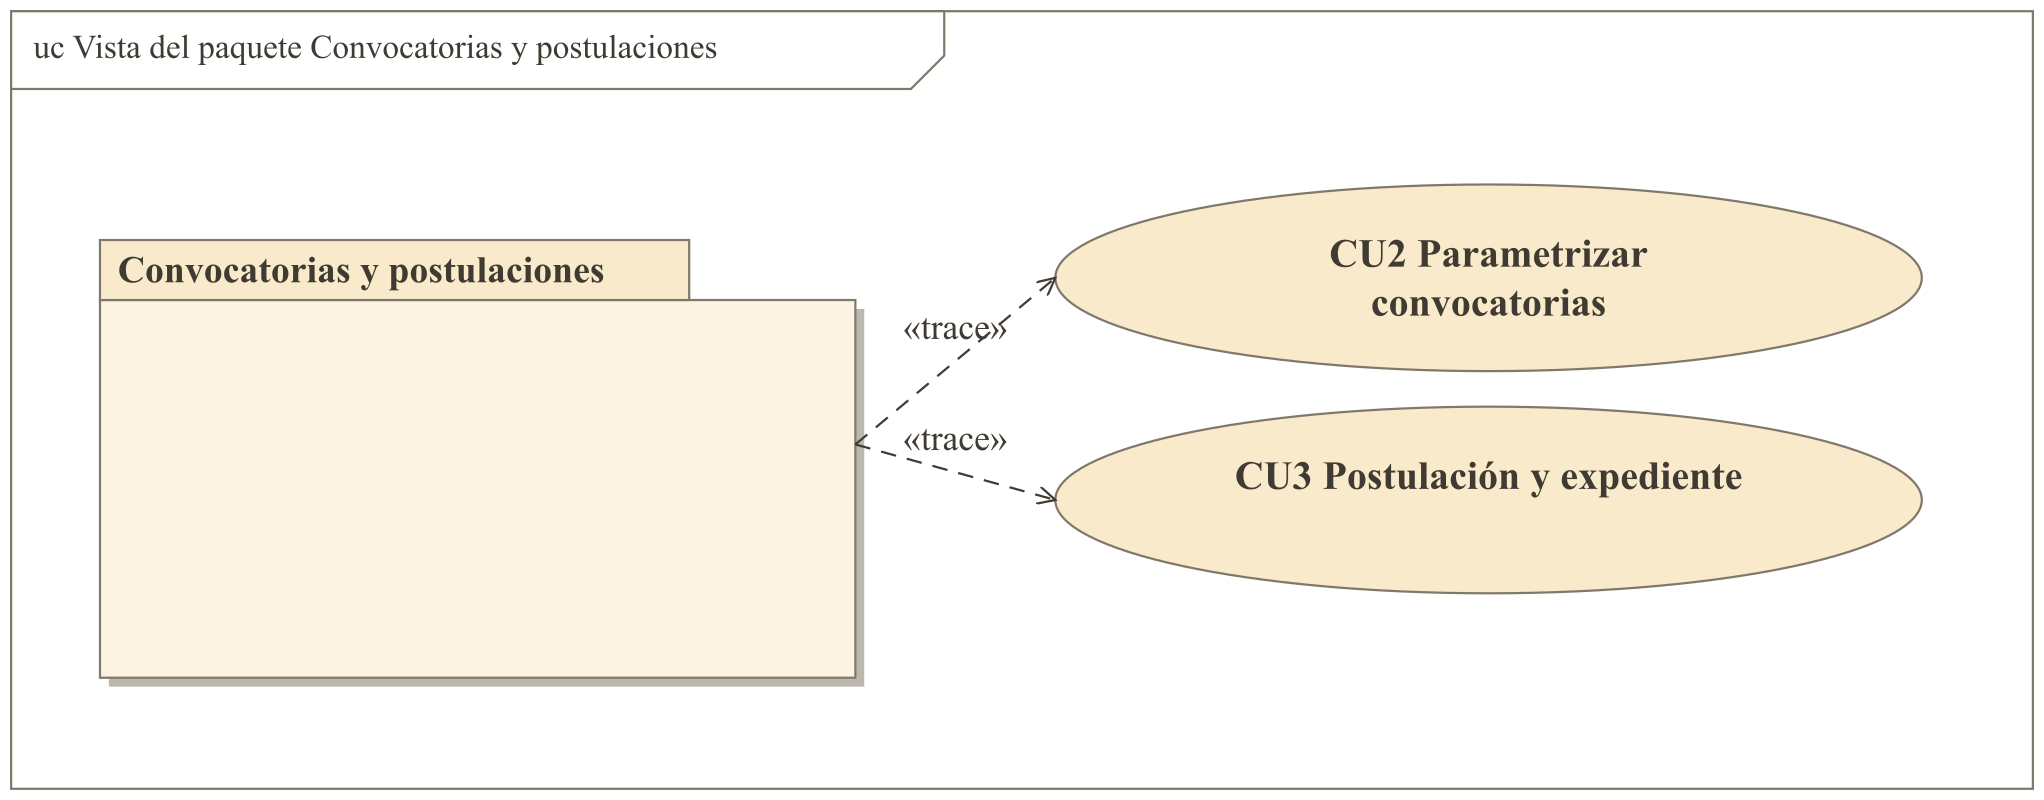 uc Vista del paquete Convocatorias y postulaciones
Convocatorias y postulaciones
«trace»
«trace»
CU2 Parametrizar
convocatorias
CU3 Postulación y expediente